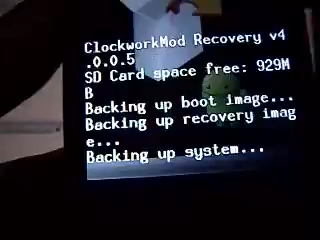 ClockworkMod Recovery v4
.0.0.5
SD Card space free: 929M
B
Backing up boot image...
Backing up recovery imag
e...
Backing up system...